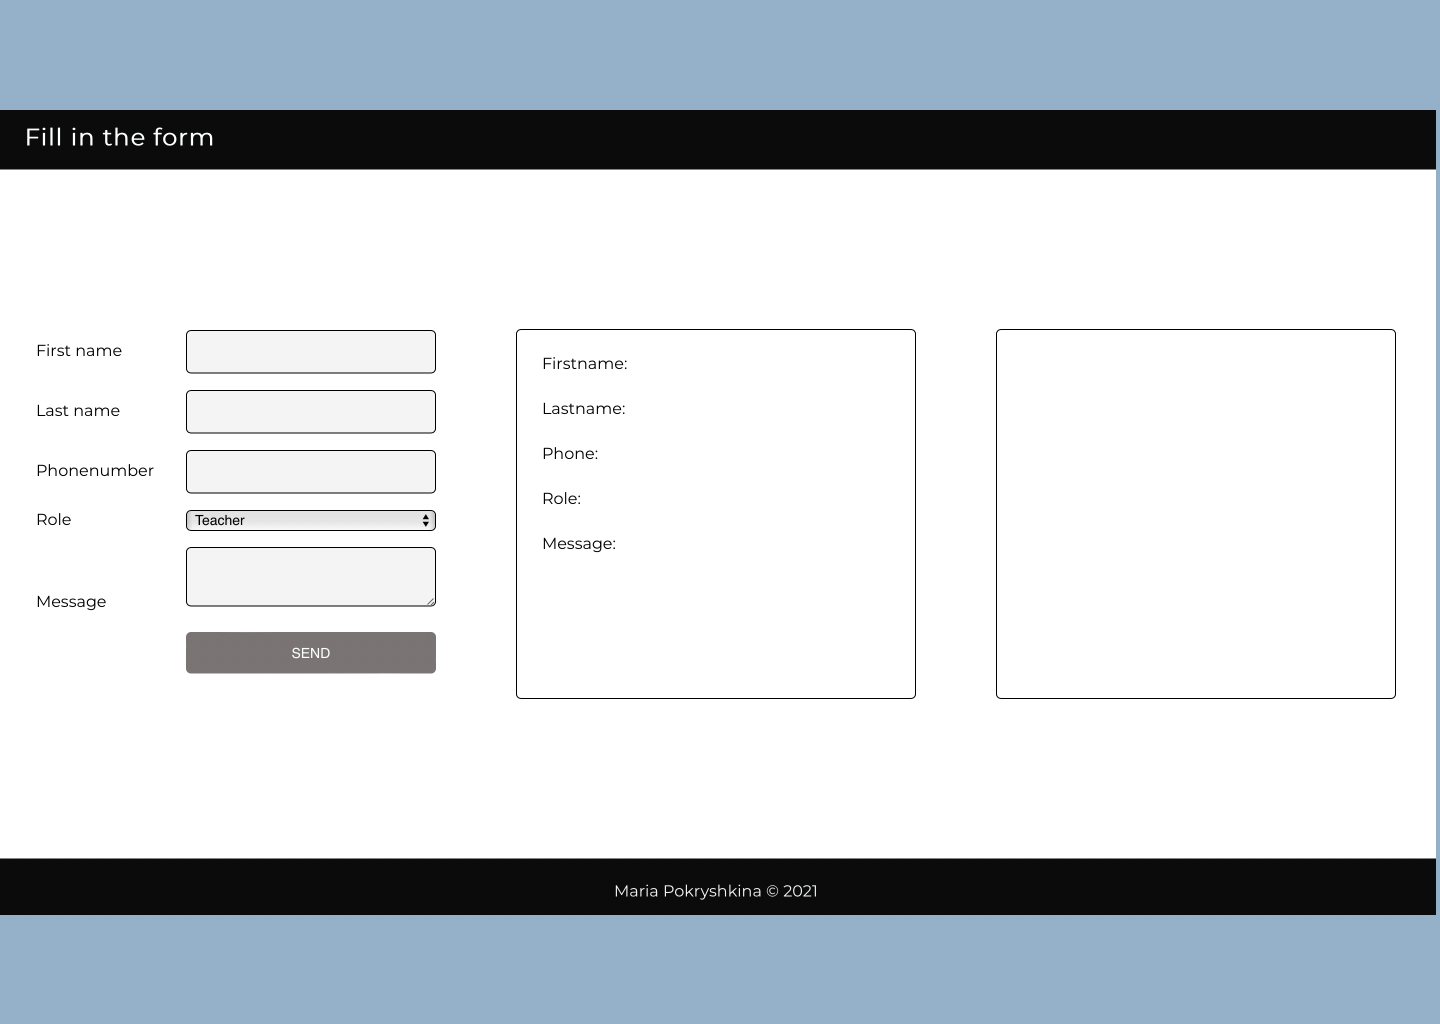 Fill in the form
First name
Last name
Phonenumber
Role
Teacher
Message
SEND
Firstname:
Lastname:
Phone:
Role:
Message:
Maria Pokryshkina © 2021